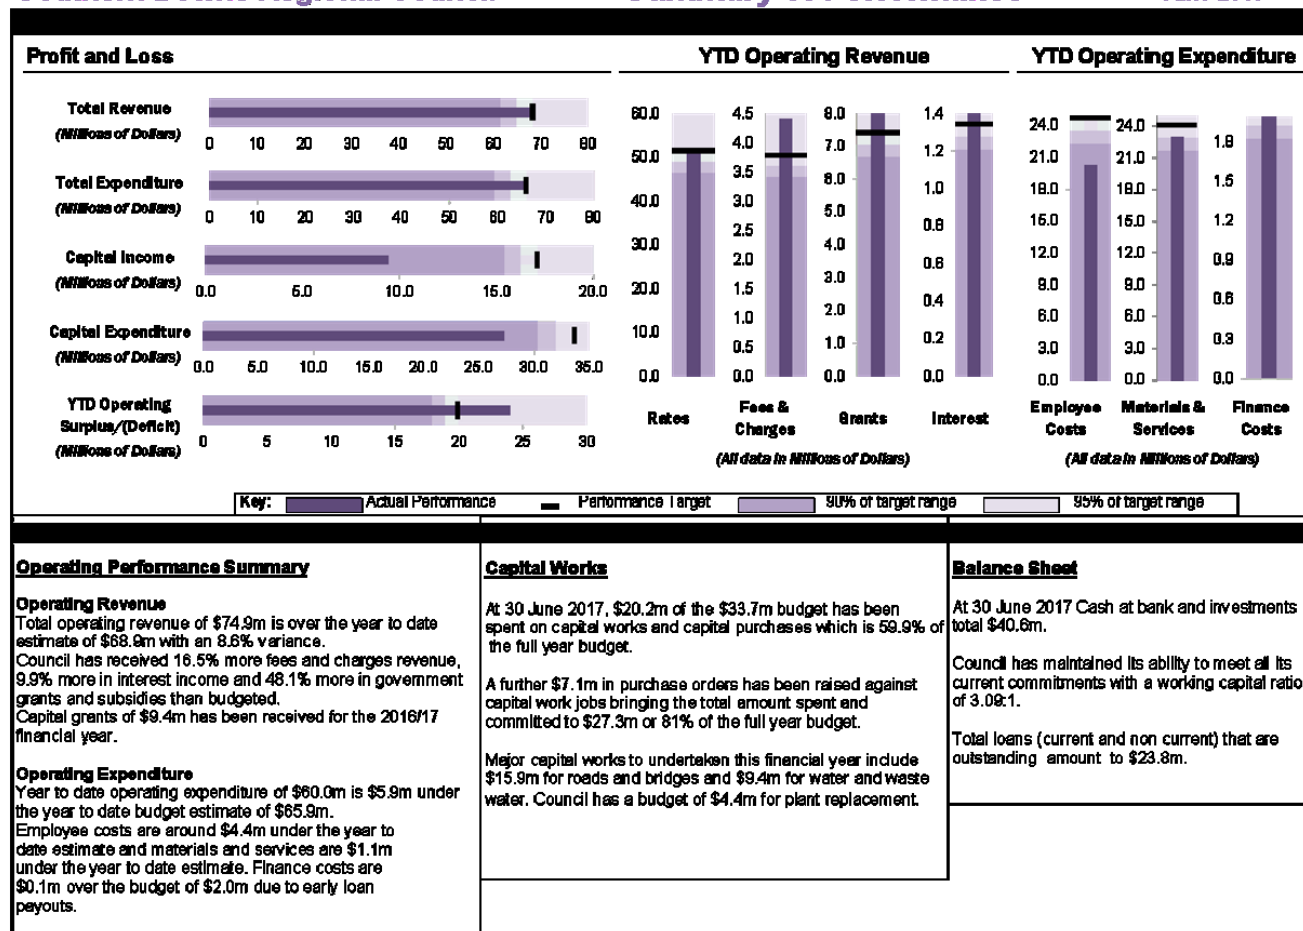 Profit and Loss
YTD Operating Revenue
YTD Operating Expenditure
Total Revenue
(Millions of Dollars)
0 10 20 30 40 50 60 70 80
Total Expenditure
(Millions of Dollars)
0 10 20 30 40 50 60 70 80
Capital Income
(Millions of Dollars)
0.0 5.0 10.0 15.0 20.0
Capital Expenditure
(Millions of Dollars)
0.0 5.0 10.0 15.0 20.0 25.0 30.0 35.0
YTD Operating
Surplus/(Deficit)
(Millions of Dollars)
0 5 10 15 20 25 30
60.0
50.0
40.0
30.0
20.0
10.0
0.0
Rates
4.5
4.0
3.5
3.0
2.5
2.0
1.5
1.0
0.5
0.0
Fees &
Charges
8.0
7.0
6.0
5.0
4.0
3.0
2.0
1.0
0.0
Grants
1.4
1.2
1.0
0.8
0.6
0.4
0.2
0.0
Interest
(All data in Millions of Dollars)
24.0
21.0
18.0
15.0
12.0
9.0
6.0
3.0
0.0
Employee
Costs
24.0
21.0
18.0
15.0
12.0
9.0
6.0
3.0
0.0
Materials &
Services
1.8
1.5
1.2
0.9
0.6
0.3
0.0
Finance
Costs
(All data in Millions of Dollars)
Key: Actual Performance Performance Target 90% of target range 95% of target range
Operating Performance Summary
Operating Revenue
Total operating revenue of $74.9m is over the year to date
estimate of $68.9m with an 8.6% variance.
Council has received 16.5% more fees and charges revenue,
9.9% more in interest income and 48.1% more in government
grants and subsidies than budgeted.
Capital grants of $9.4m has been received for the 2016/17
financial year.
Operating Expenditure
Year to date operating expenditure of $60.0m is $5.9m under
the year to date budget estimate of $65.9m.
Employee costs are around $4.4m under the year to
date estimate and materials and services are $1.1m
under the year to date estimate. Finance costs are
$0.1m over the budget of $2.0m due to early loan
payouts.
Capital Works
At 30 June 2017, $20.2m of the $33.7m budget has been
spent on capital works and capital purchases which is 59.9% of
the full year budget.
A further $7.1m in purchase orders has been raised against
capital work jobs bringing the total amount spent and
committed to $27.3m or 81% of the full year budget.
Major capital works to undertaken this financial year include
$15.9m for roads and bridges and $9.4m for water and waste
water. Council has a budget of $4.4m for plant replacement.
Balance Sheet
At 30 June 2017 Cash at bank and investments
total $40.6m.
Council has maintained its ability to meet all its
current commitments with a working capital ratio
of 3.09:1.
Total loans (current and non current) that are
outstanding amount to $23.8m.